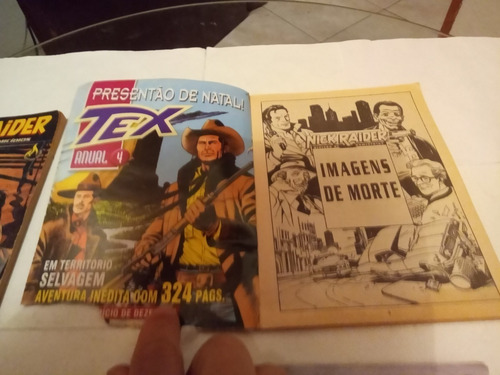 RAIDER
PRESENTÃO DE NATAL!
TEX
ANUAL 4
EM TERRITÓRIO
SELVAGEM
AVENTURA INÉDITA COM 324 PÁGS.
NICK RAIDER
IMAGENS
DE MORTE